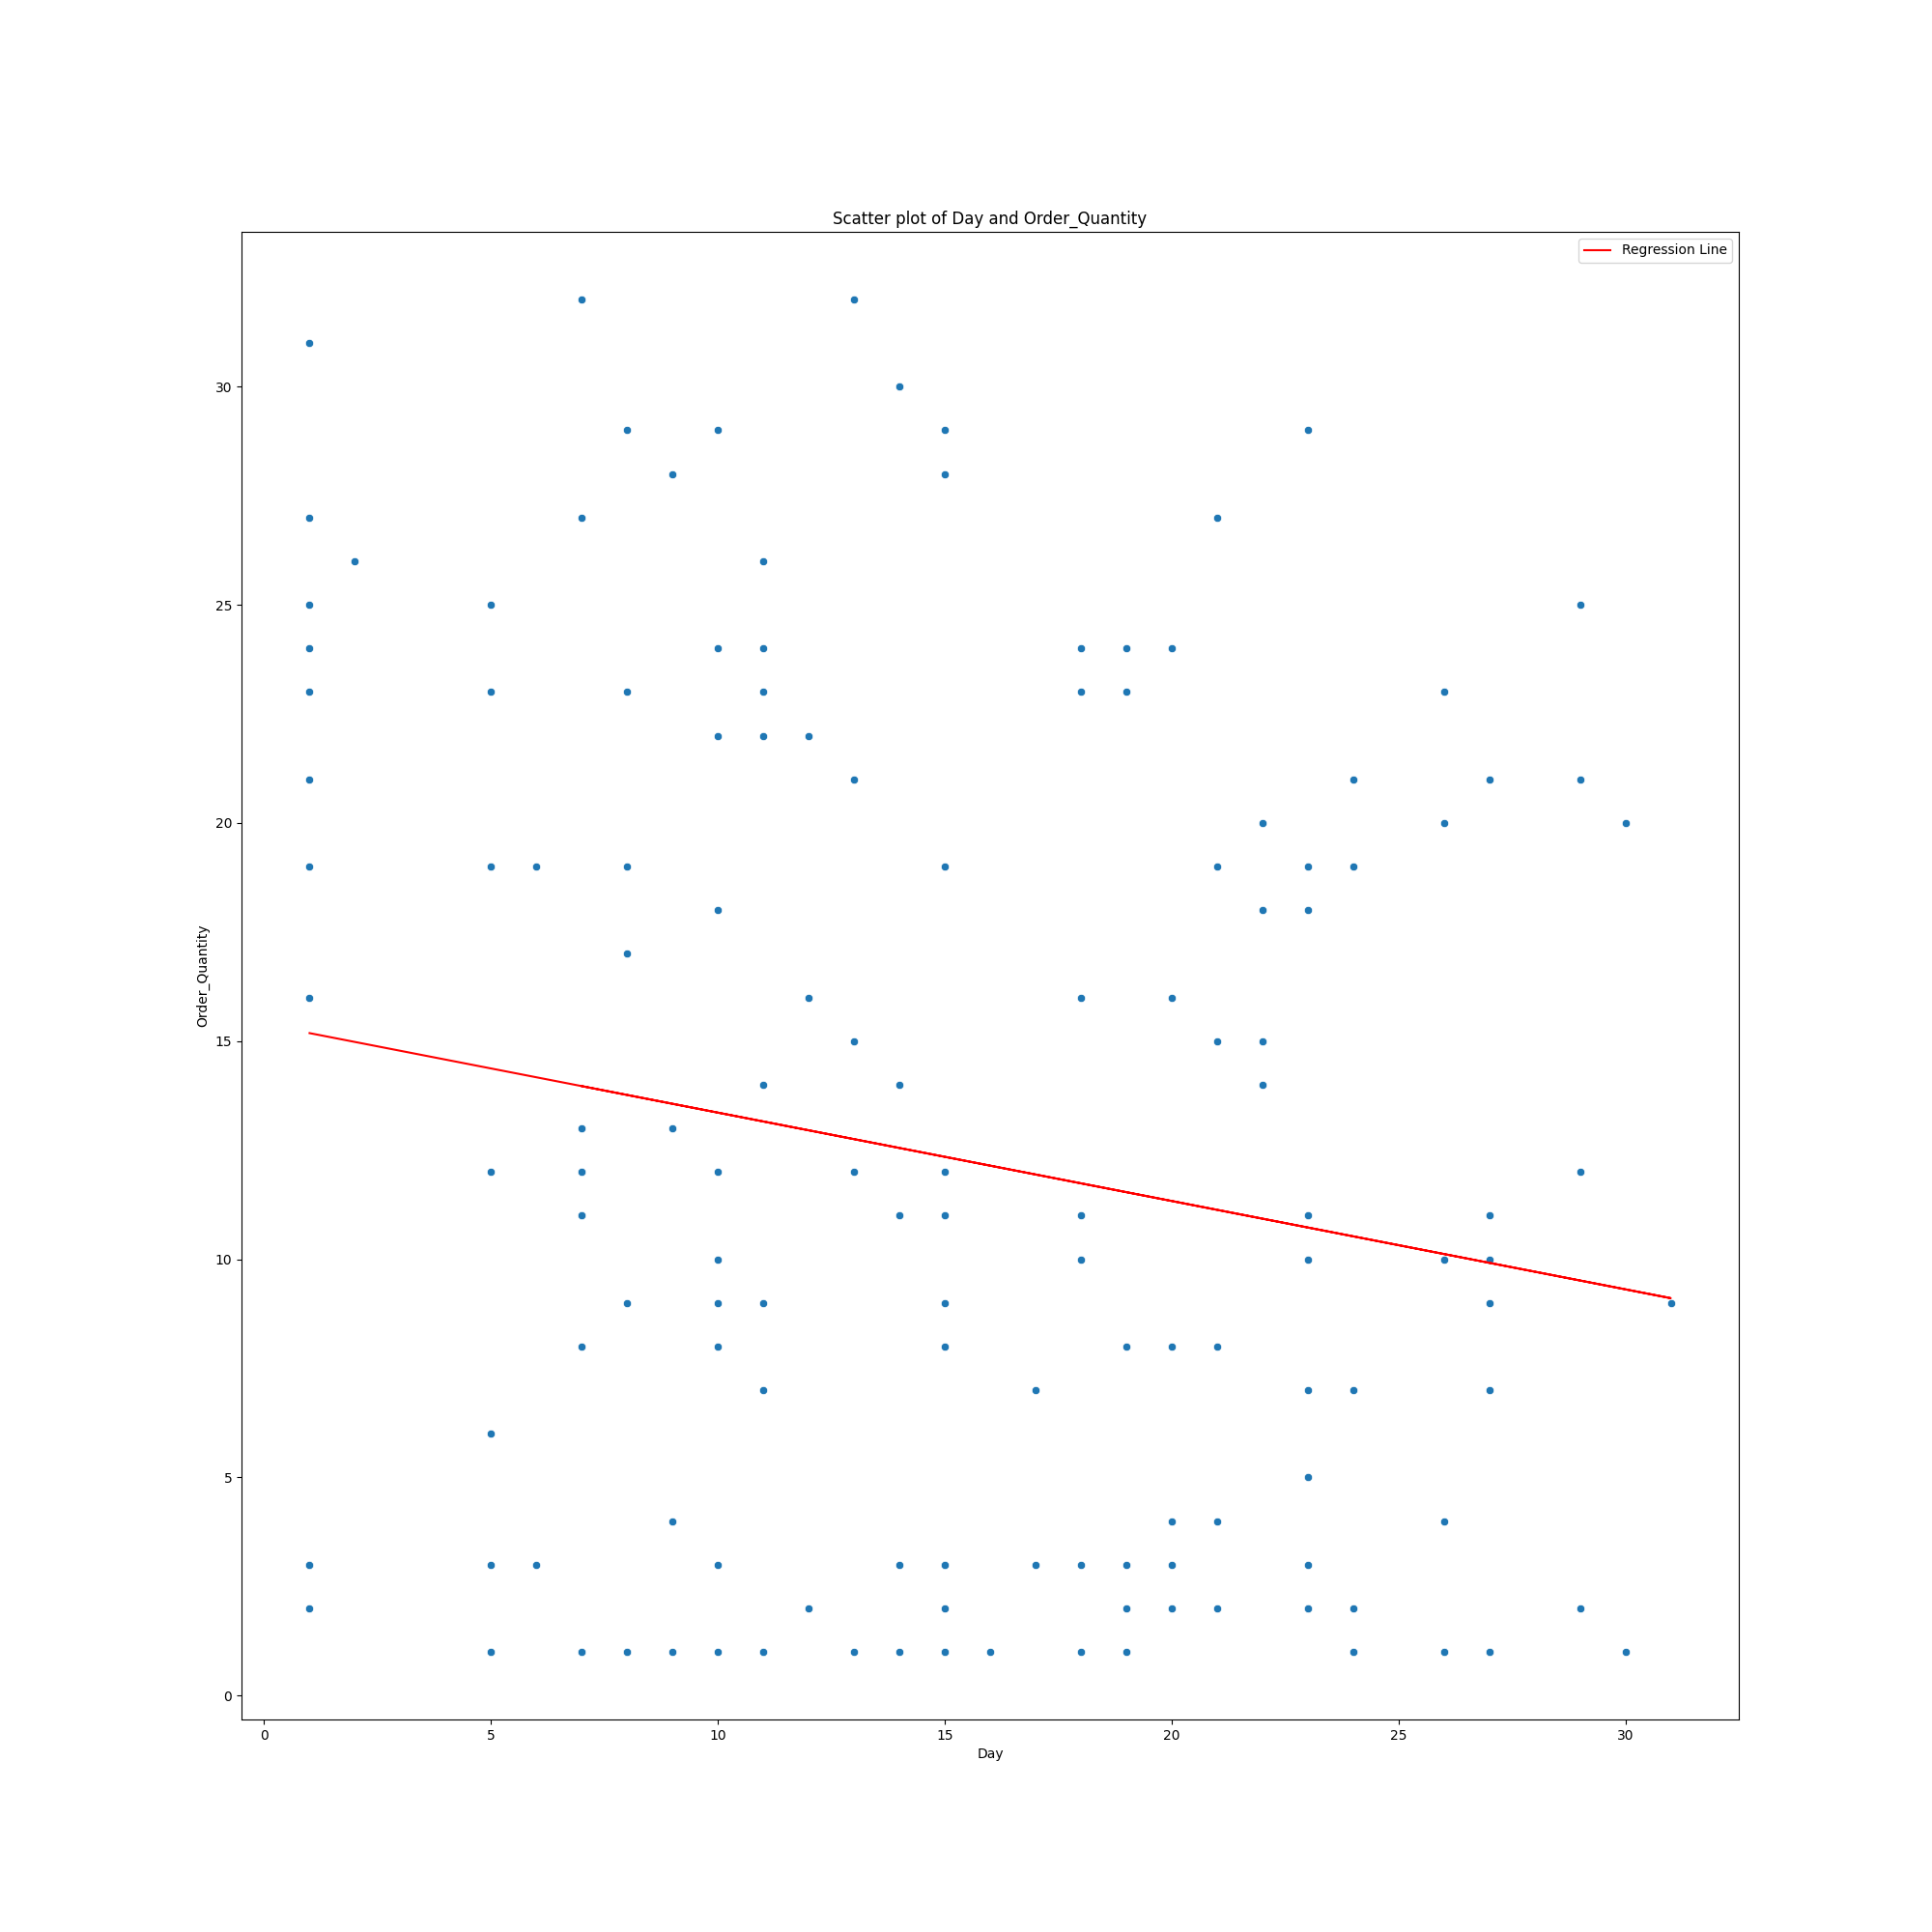 Scatter plot of Day and Order_Quantity
Regression Line
Order_Quantity
30
25
20
15
10
5
0
0 5 10 15 20 25 30
Day